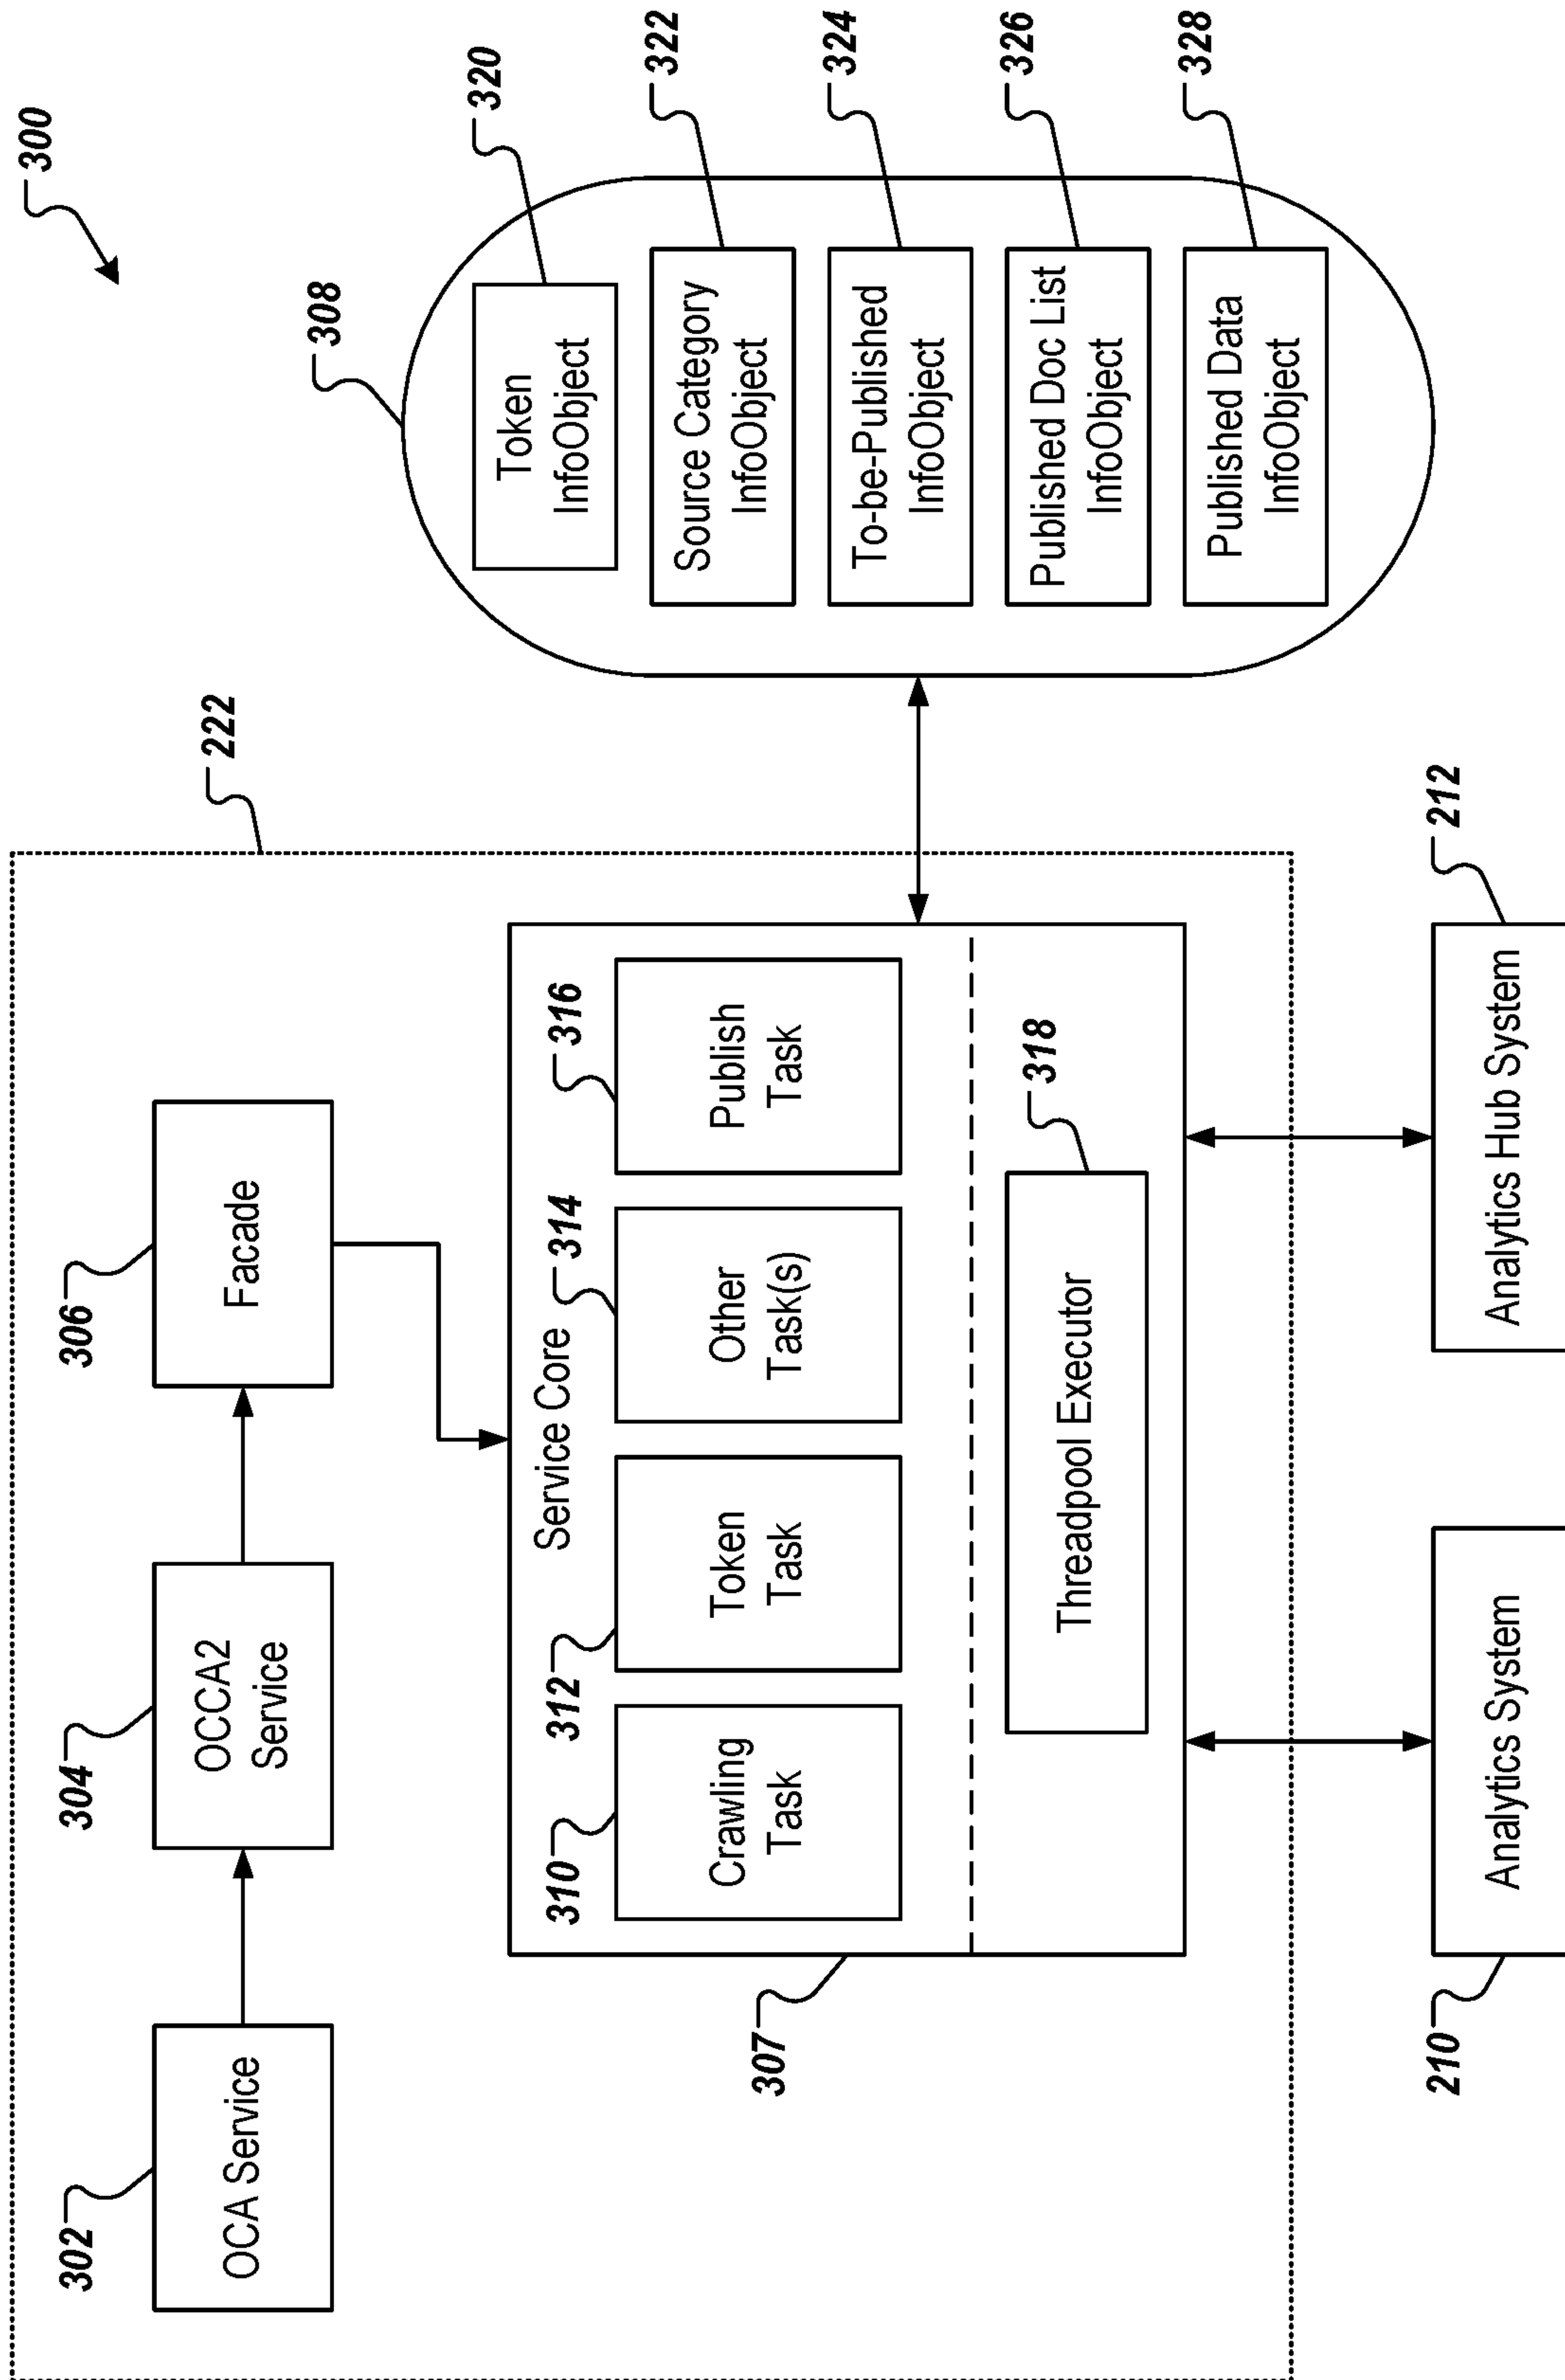 300
222
302
OCA Service
304
OCCA2
Service
306
Facade
308
307
Service Core
310
Crawling
Task
312
Token
Task
314
Other
Task(s)
316
Publish
Task
318
Threadpool Executor
320
Token
InfoObject
322
Source Category
InfoObject
324
To-be-Published
InfoObject
326
Published Doc List
InfoObject
328
Published Data
InfoObject
210
Analytics System
212
Analytics Hub System